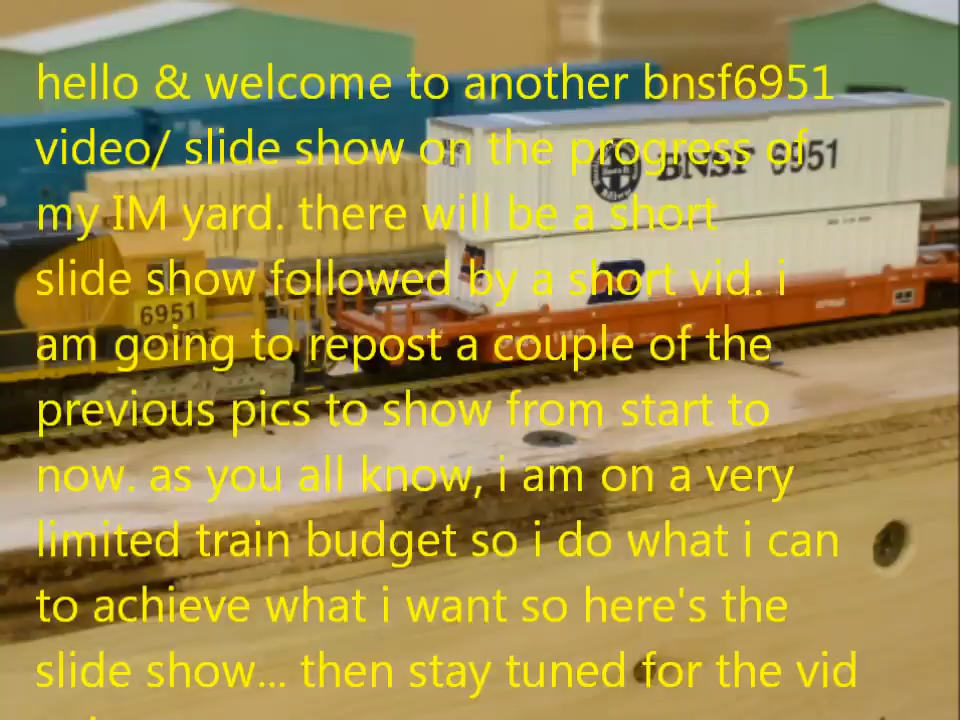 hello & welcome to another bnsf6951
video/ slide show on the progress of
my IM yard. there will be a short
slide show followed by a short vid. i
am going to repost a couple of the
previous pics to show from start to
now. as you all know, i am on a very
limited train budget so i do what i can
to achieve what i want so here's the
slide show... then stay tuned for the vid
BNSF 6951
6951